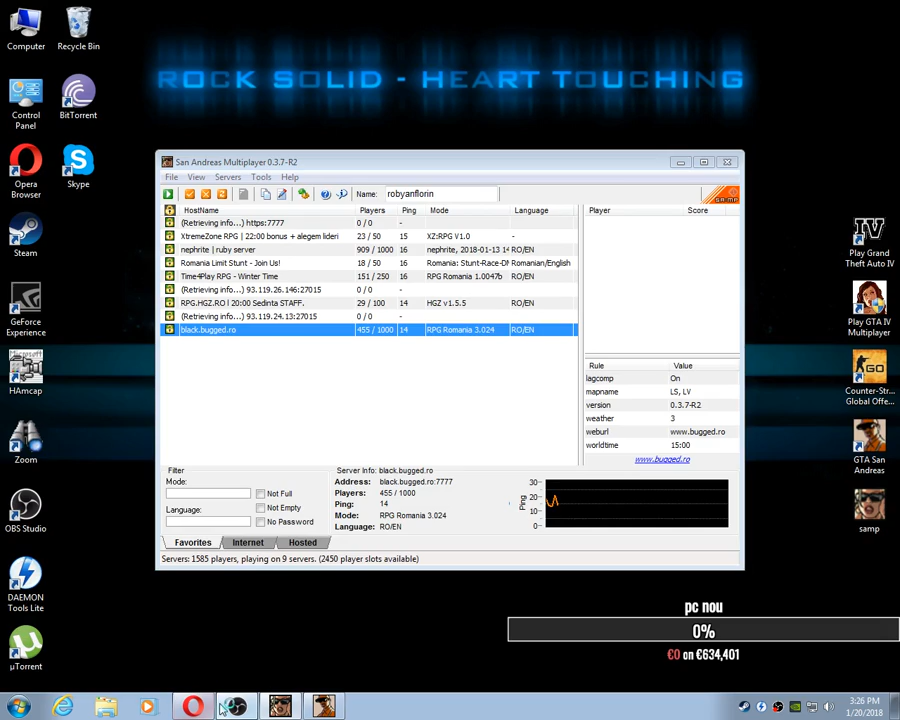 ROCK SOLID - HEART TOUCHING
Computer
Recycle Bin
Control Panel
BitTorrent
Opera Browser
Skype
Steam
GeForce Experience
Microsoft
HAmcap
Zoom
OBS Studio
DAEMON Tools Lite
µTorrent
San Andreas Multiplayer 0.3.7-R2
File View Servers Tools Help
Name: robyanflorin
SA-MP
HostName Players Ping Mode Language
(Retrieving info...) https:7777 0 / 0 -
XtremeZone RPG | 22:00 bonus + alegem lideri 23 / 50 15 XZ:RPG V1.0
nephrite | ruby server 909 / 1000 16 nephrite, 2018-01-13 14 RO/EN
Romania Limit Stunt - Join Us! 18 / 50 16 Romania: Stunt-Race-DM Romanian/English
Time4Play RPG - Winter Time 151 / 250 16 RPG Romania 1.0047b RO/EN
(Retrieving info...) 93.119.26.146:27015 0 / 0 -
RPG.HGZ.RO | 20:00 Sedinta STAFF. 29 / 100 14 HGZ v1.5.5 RO/EN
(Retrieving info...) 93.119.24.13:27015 0 / 0 -
black.bugged.ro 455 / 1000 14 RPG Romania 3.024 RO/EN
Player Score
Rule Value
lagcomp On
mapname LS, LV
version 0.3.7-R2
weather 3
weburl www.bugged.ro
worldtime 15:00
www.bugged.ro
Filter
Mode:
Language:
Not Full
Not Empty
No Password
Server Info: black.bugged.ro
Address: black.bugged.ro:7777
Players: 455 / 1000
Ping: 14
Mode: RPG Romania 3.024
Language: RO/EN
Ping
30-
20-
10-
0-
Favorites Internet Hosted
Servers: 1585 players, playing on 9 servers. (2450 player slots available)
Play Grand Theft Auto IV
Play GTA IV Multiplayer
GO
Counter-Str... Global Offe...
GTA San Andreas
samp
pc nou
0%
€0 on €634,401
3:26 PM
1/20/2018